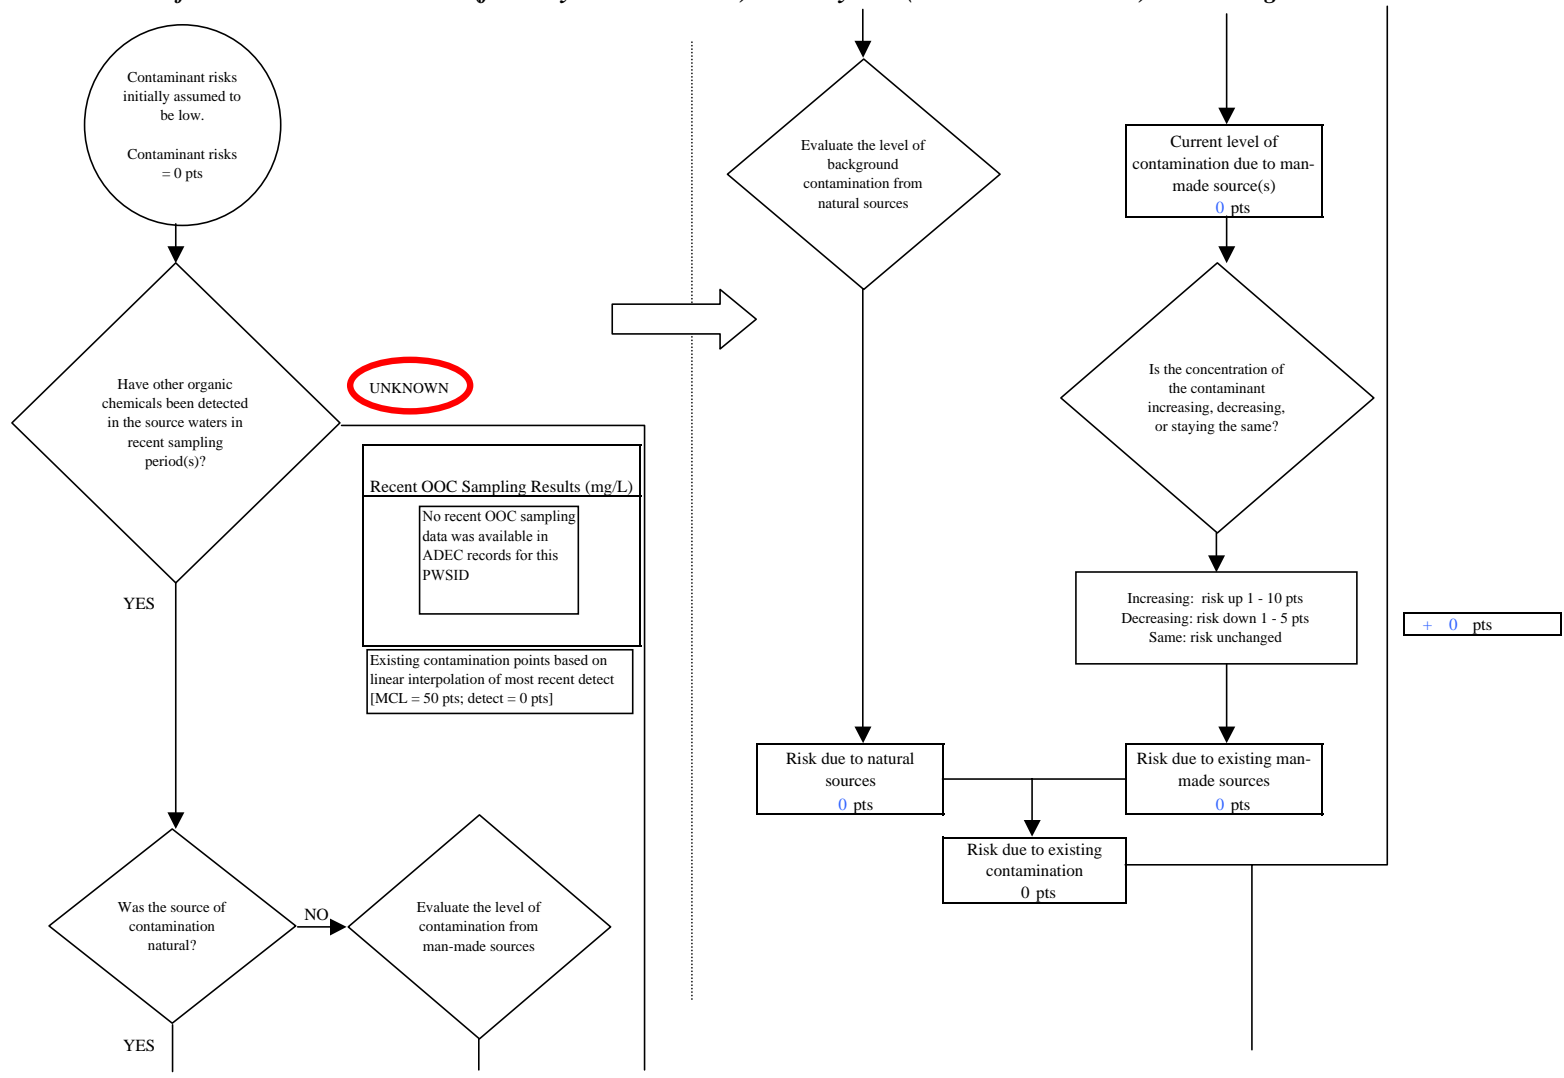 Contaminant risks
initially assumed to
be low.
Contaminant risks
= 0 pts
Have other organic
chemicals been detected
in the source waters in
recent sampling
period(s)?
UNKNOWN
Recent OOC Sampling Results (mg/L)
No recent OOC sampling
data was available in
ADEC records for this
PWSID
Existing contamination points based on
linear interpolation of most recent detect
[MCL = 50 pts; detect = 0 pts]
YES
Was the source of
contamination
natural?
NO
Evaluate the level of
contamination from
man-made sources
YES
Evaluate the level of
background
contamination from
natural sources
Current level of
contamination due to man-
made source(s)
0 pts
Is the concentration of
the contaminant
increasing, decreasing,
or staying the same?
Increasing: risk up 1 - 10 pts
Decreasing: risk down 1 - 5 pts
Same: risk unchanged
+ 0 pts
Risk due to natural
sources
0 pts
Risk due to existing man-
made sources
0 pts
Risk due to existing
contamination
0 pts